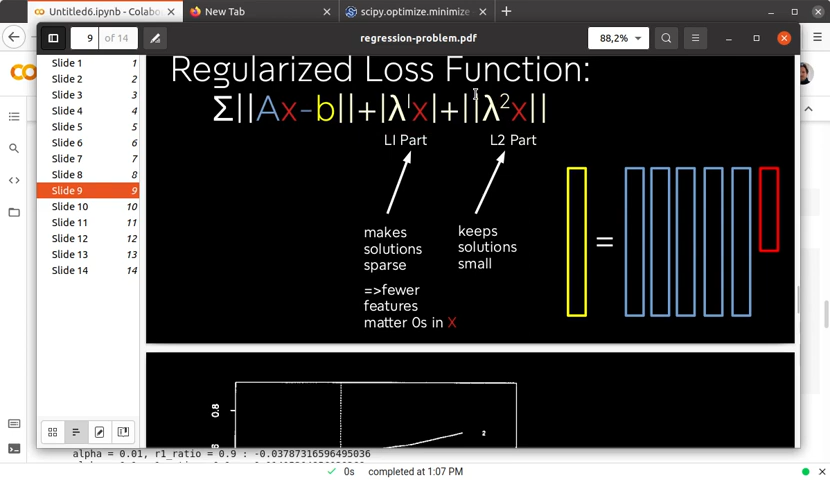 Untitled6.ipynb - Colabo
New Tab
scipy.optimize.minimize
9 of 14
regression-problem.pdf
88,2%
Slide 1 1
Slide 2 2
Slide 3 3
Slide 4 4
Slide 5 5
Slide 6 6
Slide 7 7
Slide 8 8
Slide 9 9
Slide 10 10
Slide 11 11
Slide 12 12
Slide 13 13
Slide 14 14
Regularized Loss Function:
Σ||Ax-b||+|λ¹x|+||λ²x||
L1 Part
L2 Part
makes
solutions
sparse
=>fewer
features
matter 0s in X
keeps
solutions
small
=
0.8
2
alpha = 0.01, r1_ratio = 0.9 : -0.03787316596495036
0s completed at 1:07 PM